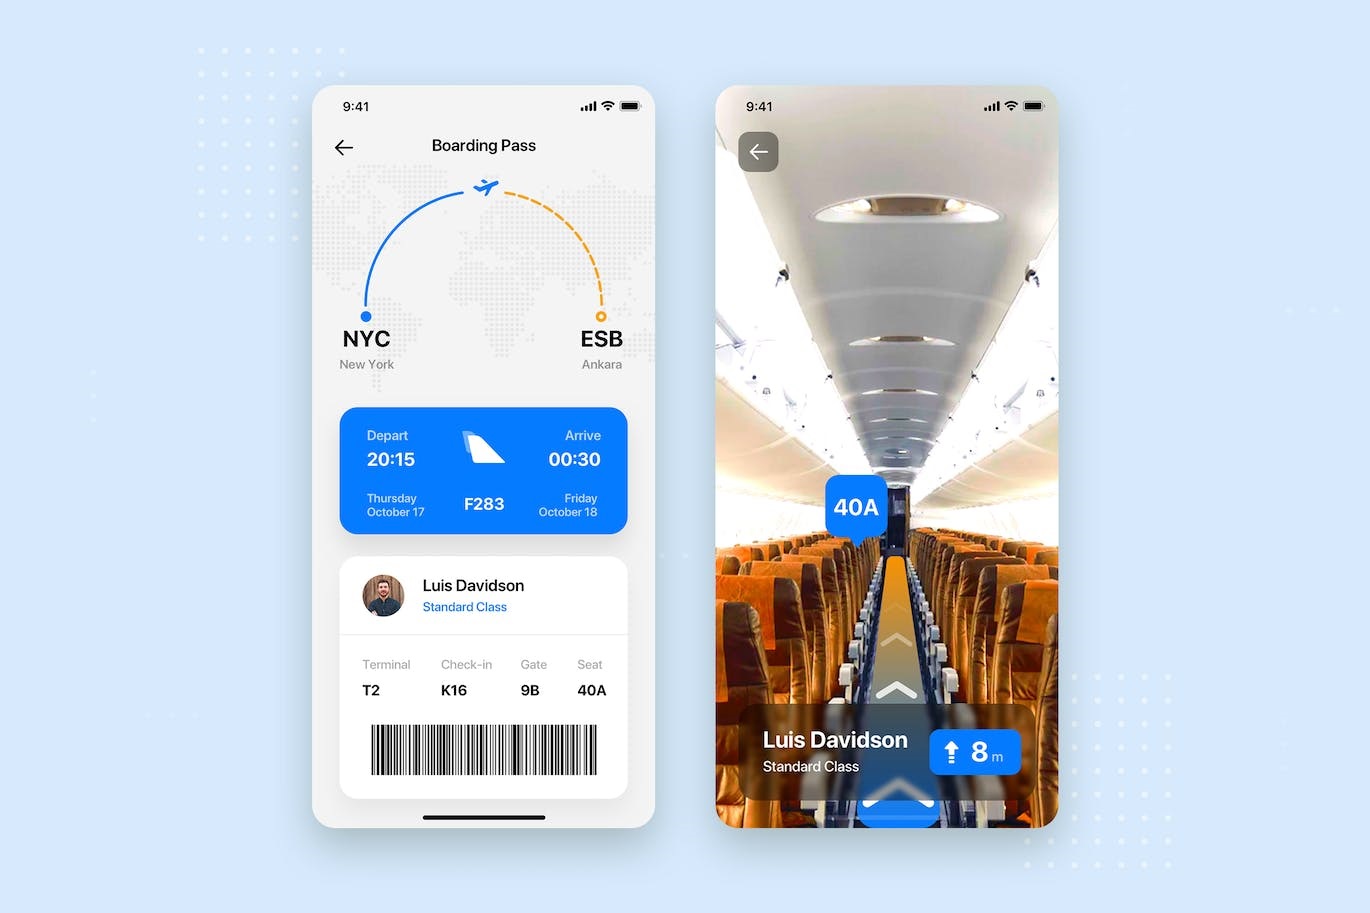 9:41
Boarding Pass
NYC
New York
ESB
Ankara
Depart
20:15
Thursday
October 17
F283
Arrive
00:30
Friday
October 18
Luis Davidson
Standard Class
Terminal Check-in Gate Seat
T2 K16 9B 40A
9:41
40A
Luis Davidson
Standard Class
8 m